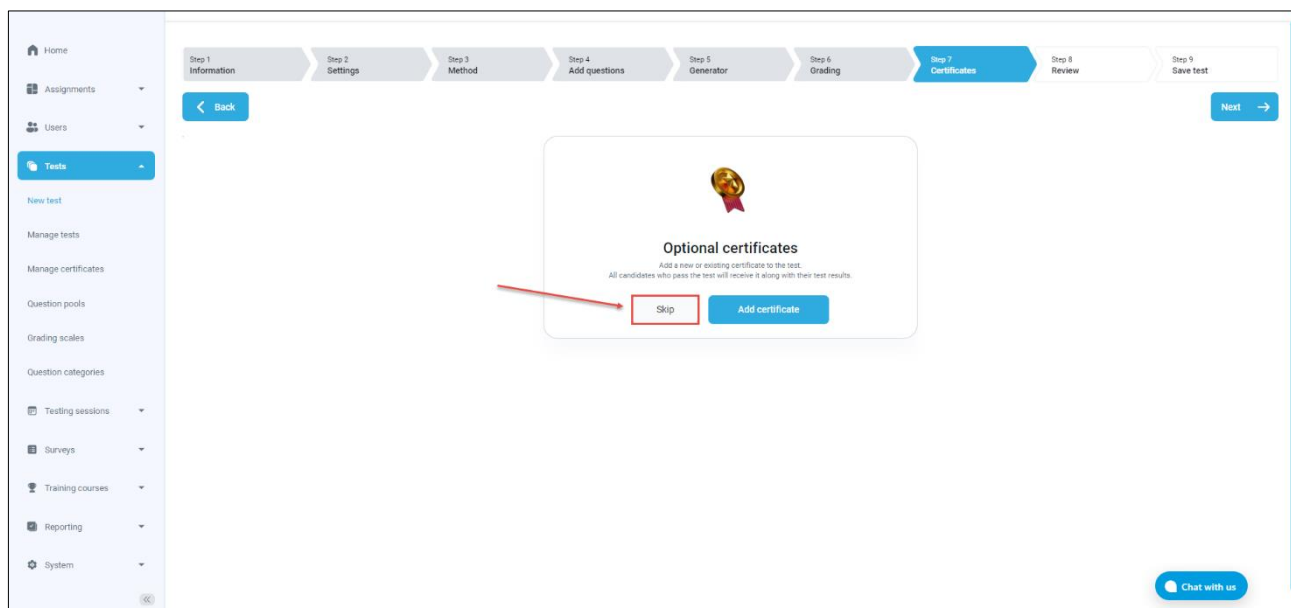 Home
Assignments
Users
Tests
New test
Manage tests
Manage certificates
Question pools
Grading scales
Question categories
Testing sessions
Surveys
Training courses
Reporting
System
Step 1
Information
Step 2
Settings
Step 3
Method
Step 4
Add questions
Step 5
Generator
Step 6
Grading
Step 7
Certificates
Step 8
Review
Step 9
Save test
Back
Next
Optional certificates
Add a new or existing certificate to the test.
All candidates who pass the test will receive it along with their test results.
Skip
Add certificate
Chat with us